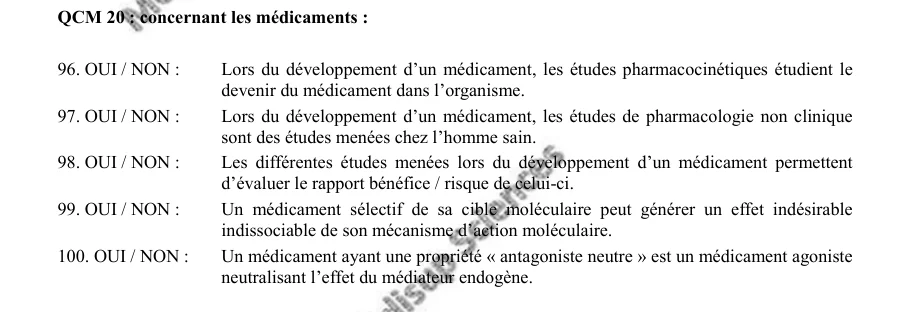 QCM 20 : concernant les médicaments :
96. OUI / NON : Lors du développement d’un médicament, les études pharmacocinétiques étudient le
devenir du médicament dans l’organisme.
97. OUI / NON : Lors du développement d’un médicament, les études de pharmacologie non clinique
sont des études menées chez l’homme sain.
98. OUI / NON : Les différentes études menées lors du développement d’un médicament permettent
d’évaluer le rapport bénéfice / risque de celui-ci.
99. OUI / NON : Un médicament sélectif de sa cible moléculaire peut générer un effet indésirable
indissociable de son mécanisme d’action moléculaire.
100. OUI / NON : Un médicament ayant une propriété « antagoniste neutre » est un médicament agoniste
neutralisant l’effet du médiateur endogène.
Sciences